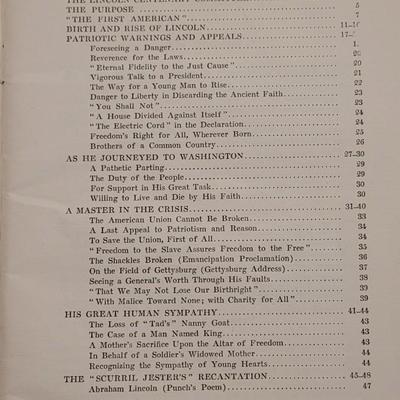 THE LINCOLN CENTENARY
THE PURPOSE 5
"THE FIRST AMERICAN" 7
BIRTH AND RISE OF LINCOLN 11-16
PATRIOTIC WARNINGS AND APPEALS 17-
Foreseeing a Danger
Reverence for the Laws 20
"Eternal Fidelity to the Just Cause" 20
Vigorous Talk to a President 21
The Way for a Young Man to Rise 22
Danger to Liberty in Discarding the Ancient Faith 23
"You Shall Not" 23
"A House Divided Against Itself" 24
"The Electric Cord" in the Declaration 24
Freedom's Right for All, Wherever Born 25
Brothers of a Common Country 26
AS HE JOURNEYED TO WASHINGTON 27-30
A Pathetic Parting 29
The Duty of the People 29
For Support in His Great Task 30
Willing to Live and Die by His Faith 30
A MASTER IN THE CRISIS 31-40
The American Union Cannot Be Broken 33
A Last Appeal to Patriotism and Reason 34
To Save the Union, First of All 34
"Freedom to the Slave Assures Freedom to the Free" 35
The Shackles Broken (Emancipation Proclamation) 36
On the Field of Gettysburg (Gettysburg Address) 37
Seeing a General's Worth Through His Faults 38
"That We May Not Lose Our Birthright" 39
"With Malice Toward None; with Charity for All" 39
HIS GREAT HUMAN SYMPATHY 41-44
The Loss of "Tad's" Nanny Goat 43
The Case of a Man Named King 43
A Mother's Sacrifice Upon the Altar of Freedom 43
In Behalf of a Soldier's Widowed Mother 44
Recognizing the Sympathy of Young Hearts 44
THE "SCURRIL JESTER'S" RECANTATION 45-48
Abraham Lincoln (Punch's Poem) 47